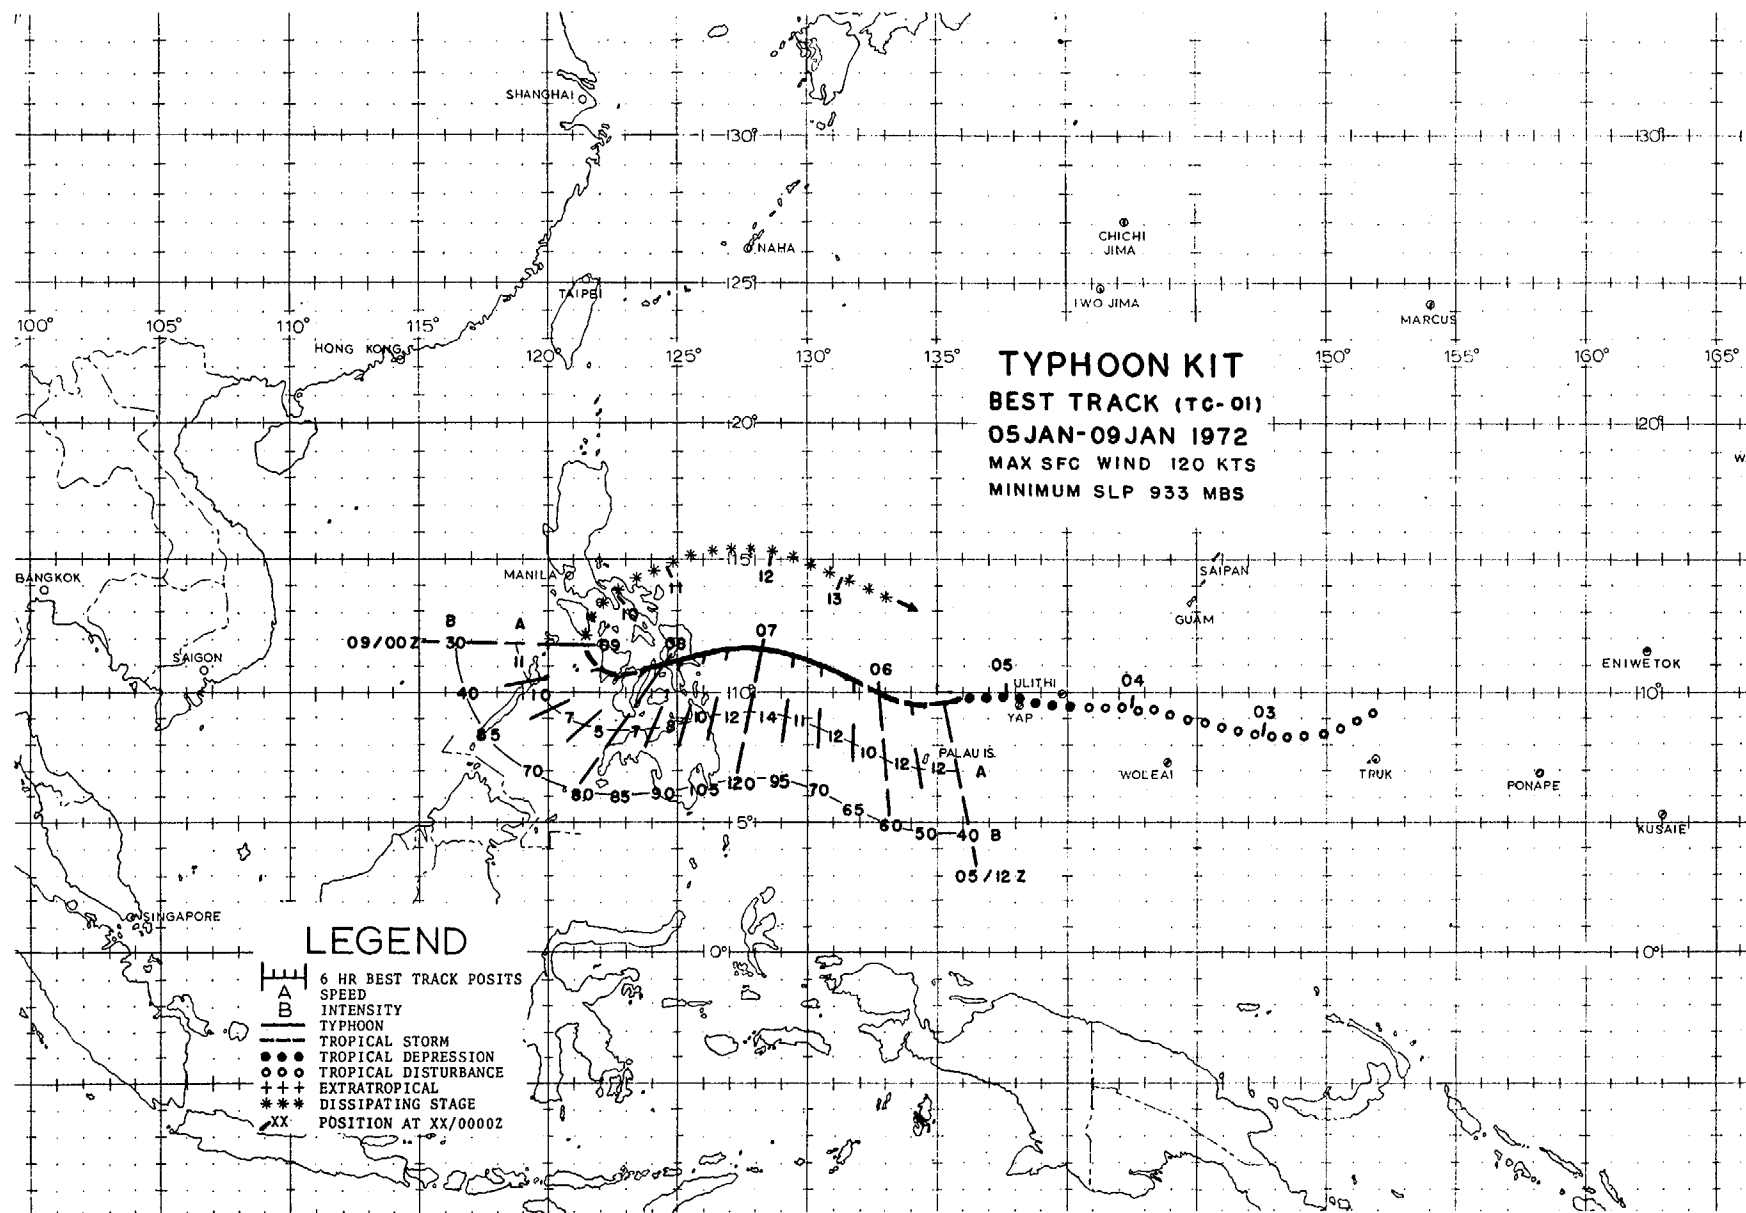 SHANGHAI
30°
30°
NAHA
CHICHI
JIMA
TAIPEI
25°
IWO JIMA
MARCUS
100°
105°
110°
115°
HONG KONG
120°
125°
130°
135°
150°
155°
160°
165°
TYPHOON KIT
BEST TRACK (TC-01)
05JAN-09JAN 1972
MAX SFC WIND 120 KTS
MINIMUM SLP 933 MBS
20°
20°
W
15°
BANGKOK
MANILA
11
12
13
SAIPAN
GUAM
10
B
A
09/00Z
30
09
08
07
11
SAIGON
06
05
ULITHI
04
ENIWETOK
40
10
10°
10°
YAP
03
7
5
7
8
10
12
14
11
12
10
12
12
PALAU IS.
A
65
70
80
85
90
105
120
95
70
65
60
50
40
B
WOLEAI
TRUK
PONAPE
5°
KUSAIE
05/12Z
SINGAPORE
0°
0°
LEGEND
6 HR BEST TRACK POSITS
A SPEED
B INTENSITY
TYPHOON
TROPICAL STORM
TROPICAL DEPRESSION
TROPICAL DISTURBANCE
EXTRATROPICAL
DISSIPATING STAGE
XX POSITION AT XX/0000Z